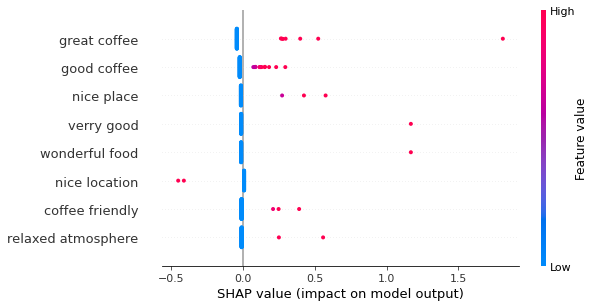 High
great coffee
good coffee
nice place
verry good
wonderful food
nice location
coffee friendly
relaxed atmosphere
Feature value
Low
−0.5 0.0 0.5 1.0 1.5
SHAP value (impact on model output)